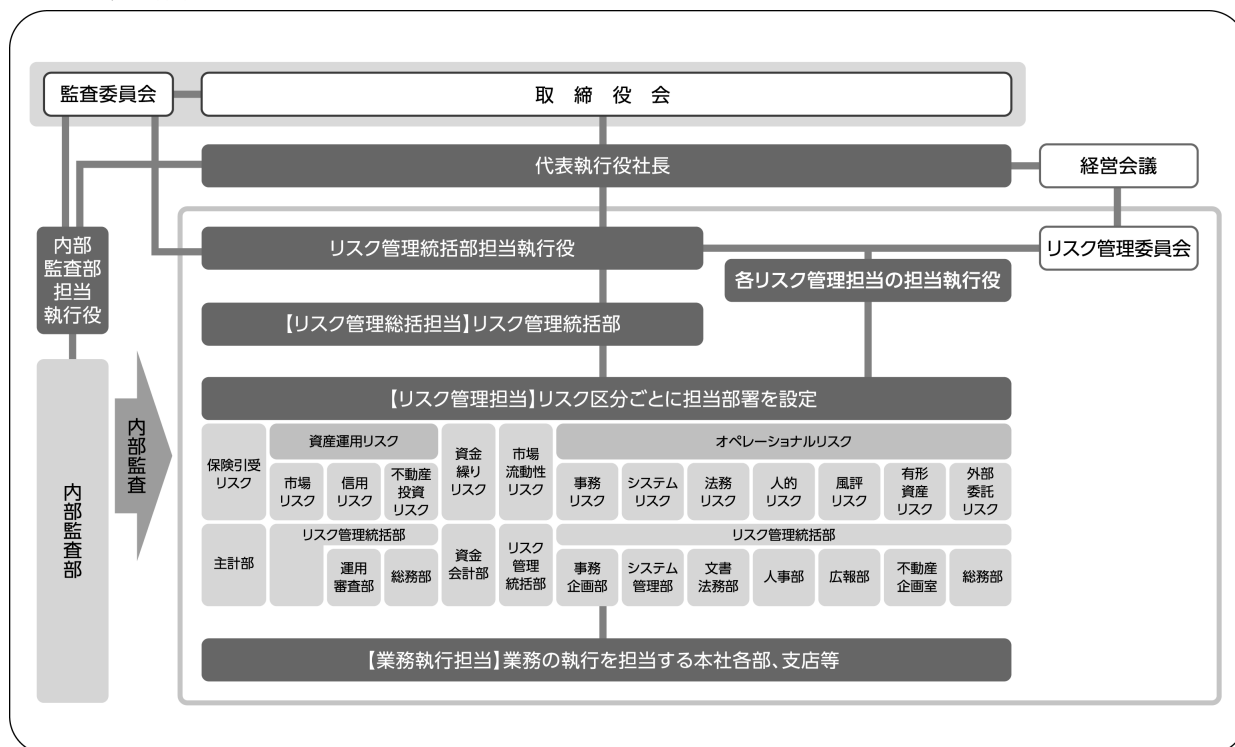 監査委員会
取締役会
代表執行役社長
経営会議
内部
監査部
担当
執行役
リスク管理統括部担当執行役
リスク管理委員会
各リスク管理担当の担当執行役
【リスク管理総括担当】リスク管理統括部
内部監査部
内部監査
【リスク管理担当】リスク区分ごとに担当部署を設定
保険引受
リスク
資産運用リスク
市場
リスク
信用
リスク
不動産
投資
リスク
資金
繰り
リスク
市場
流動性
リスク
オペレーショナルリスク
事務
リスク
システム
リスク
法務
リスク
人的
リスク
風評
リスク
有形
資産
リスク
外部
委託
リスク
主計部
リスク管理統括部
運用
審査部
総務部
資金
会計部
リスク
管理
統括部
リスク管理統括部
事務
企画部
システム
管理部
文書
法務部
人事部
広報部
不動産
企画室
総務部
【業務執行担当】業務の執行を担当する本社各部、支店等